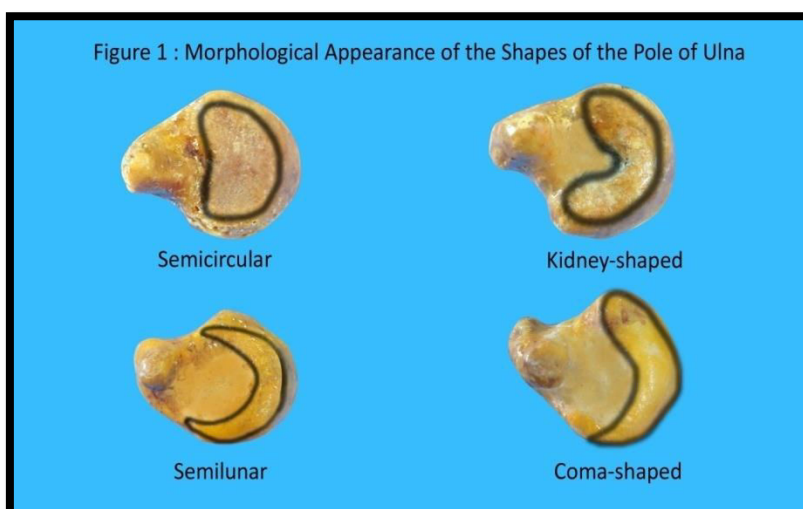 Figure 1 : Morphological Appearance of the Shapes of the Pole of Ulna
Semicircular
Kidney-shaped
Semilunar
Coma-shaped